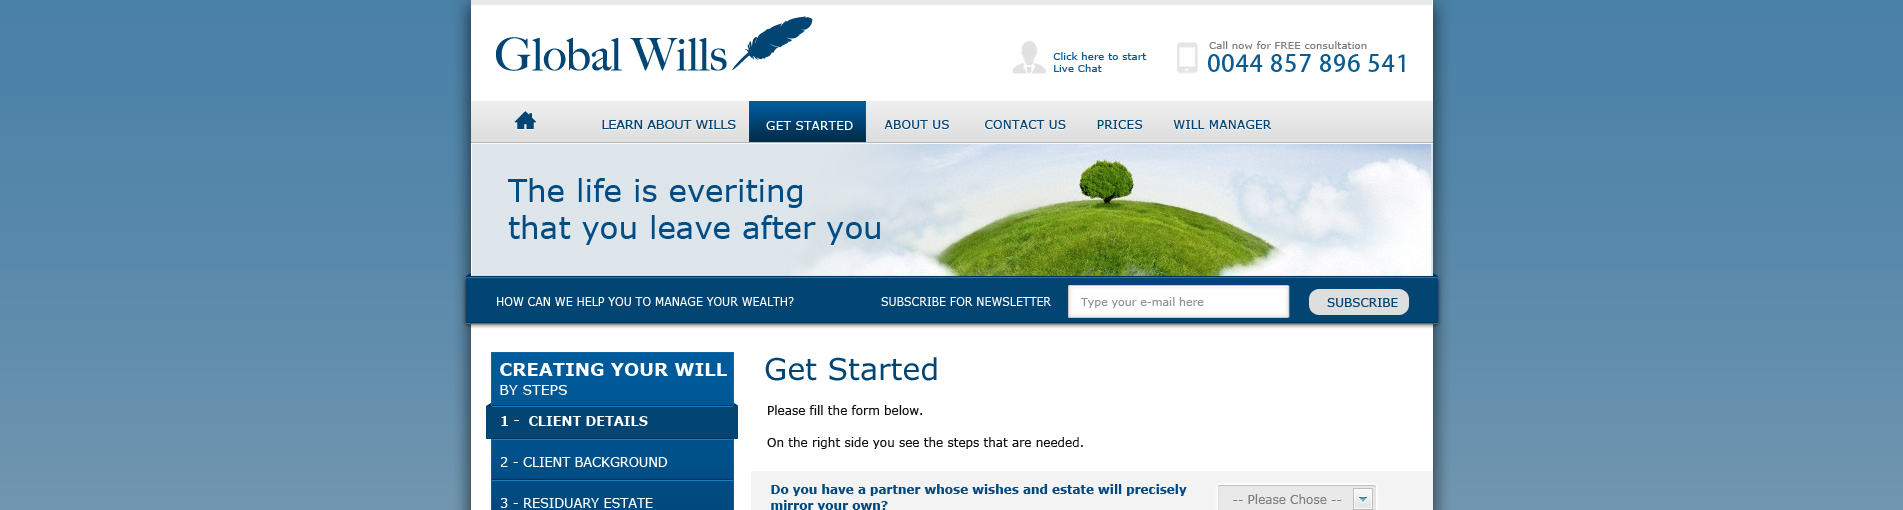 Global Wills
Click here to start
Live Chat
Call now for FREE consultation
0044 857 896 541
LEARN ABOUT WILLS
GET STARTED
ABOUT US
CONTACT US
PRICES
WILL MANAGER
The life is everiting
that you leave after you
HOW CAN WE HELP YOU TO MANAGE YOUR WEALTH?
SUBSCRIBE FOR NEWSLETTER
Type your e-mail here
SUBSCRIBE
CREATING YOUR WILL
BY STEPS
1 - CLIENT DETAILS
2 - CLIENT BACKGROUND
3 - RESIDUARY ESTATE
Get Started
Please fill the form below.
On the right side you see the steps that are needed.
Do you have a partner whose wishes and estate will precisely
mirror your own?
-- Please Chose --